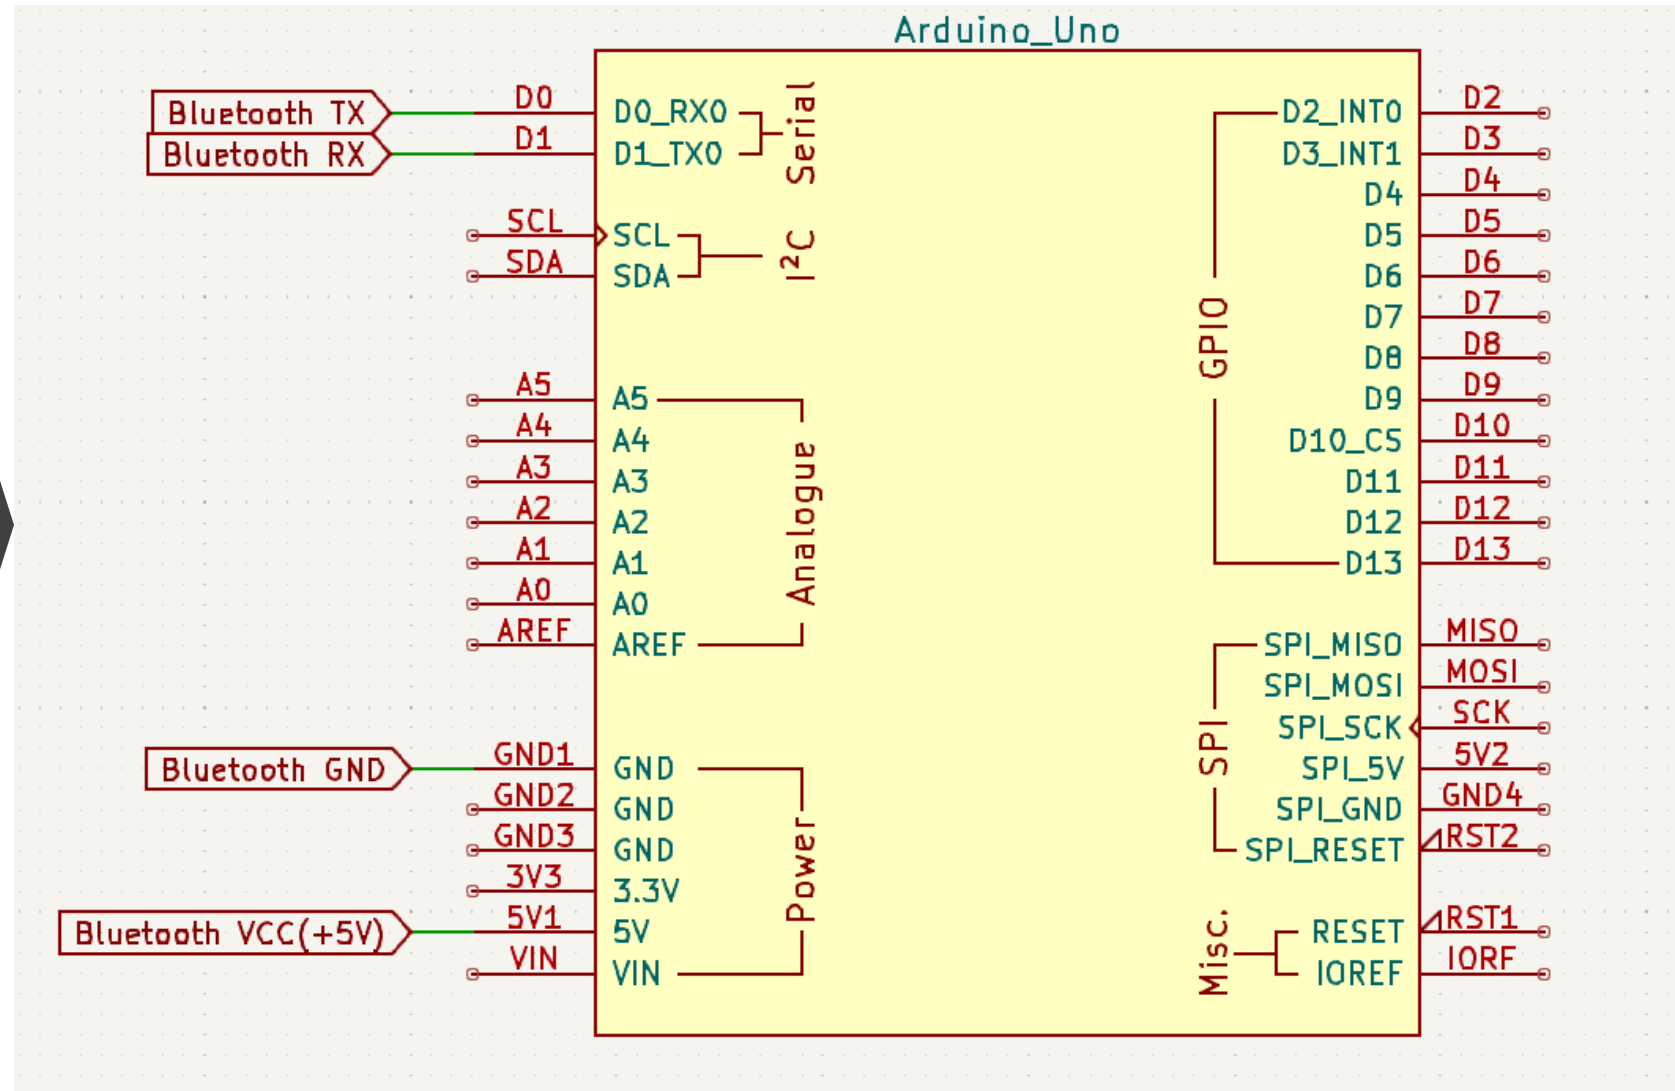 Arduino_Uno
Bluetooth TX D0 D0_RX0
Bluetooth RX D1 D1_TX0
Serial
SCL SCL
SDA SDA
I²C
A5 A5
A4 A4
A3 A3
A2 A2
A1 A1
A0 A0
AREF AREF
Analogue
Bluetooth GND GND1 GND
GND2 GND
GND3 GND
3V3 3.3V
Bluetooth VCC(+5V) 5V1 5V
VIN VIN
Power
D2_INT0 D2
D3_INT1 D3
D4 D4
D5 D5
D6 D6
D7 D7
D8 D8
D9 D9
D10_CS D10
D11 D11
D12 D12
D13 D13
GPIO
SPI_MISO MISO
SPI_MOSI MOSI
SPI_SCK SCK
SPI_5V 5V2
SPI_GND GND4
SPI_RESET RST2
SPI
RESET RST1
IOREF IORF
Misc.